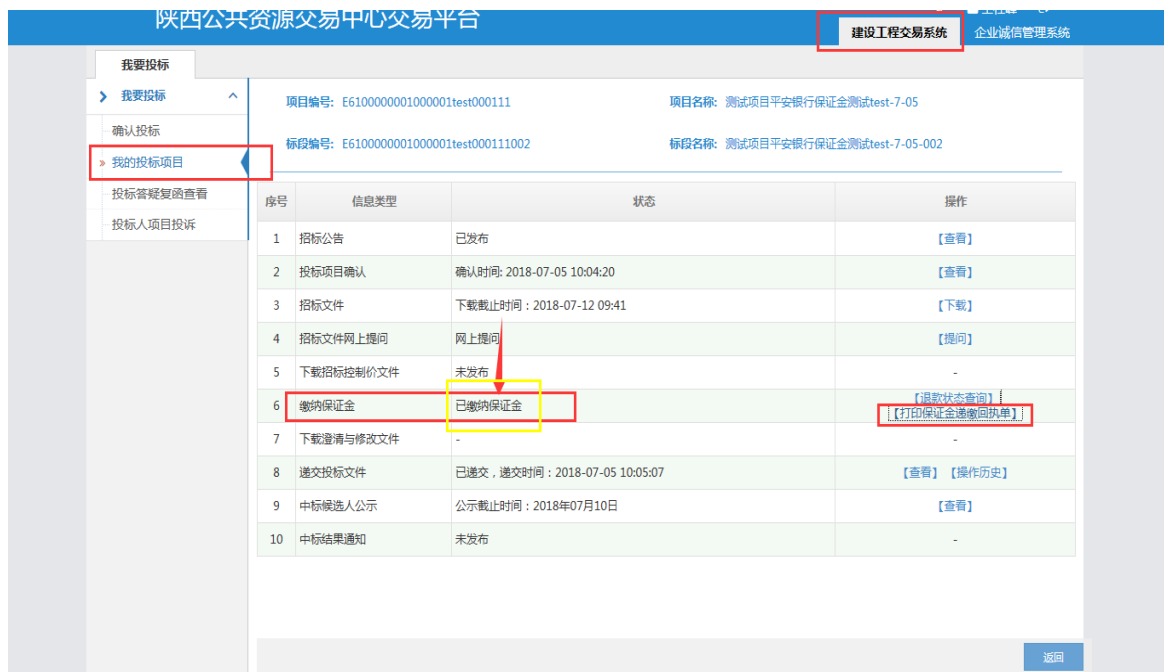 陕西公共资源交易中心交易平台
建设工程交易系统 企业诚信管理系统
我要投标
我要投标
确认投标
» 我的投标项目
投标答疑复函查看
投标人项目投诉
项目编号: E6100000001000001test000111 项目名称: 测试项目平安银行保证金测试test-7-05
标段编号: E6100000001000001test000111002 标段名称: 测试项目平安银行保证金测试test-7-05-002
序号 信息类型 状态 操作
1 招标公告 已发布 【查看】
2 投标项目确认 确认时间: 2018-07-05 10:04:20 【查看】
3 招标文件 下载截止时间：2018-07-12 09:41 【下载】
4 招标文件网上提问 网上提问 【提问】
5 下载招标控制价文件 未发布 -
6 缴纳保证金 已缴纳保证金 【退款状态查询】
【打印保证金递缴回执单】
7 下载澄清与修改文件 - -
8 递交投标文件 已递交，递交时间：2018-07-05 10:05:07 【查看】 【操作历史】
9 中标候选人公示 公示截止时间：2018年07月10日 【查看】
10 中标结果通知 未发布 -
返回